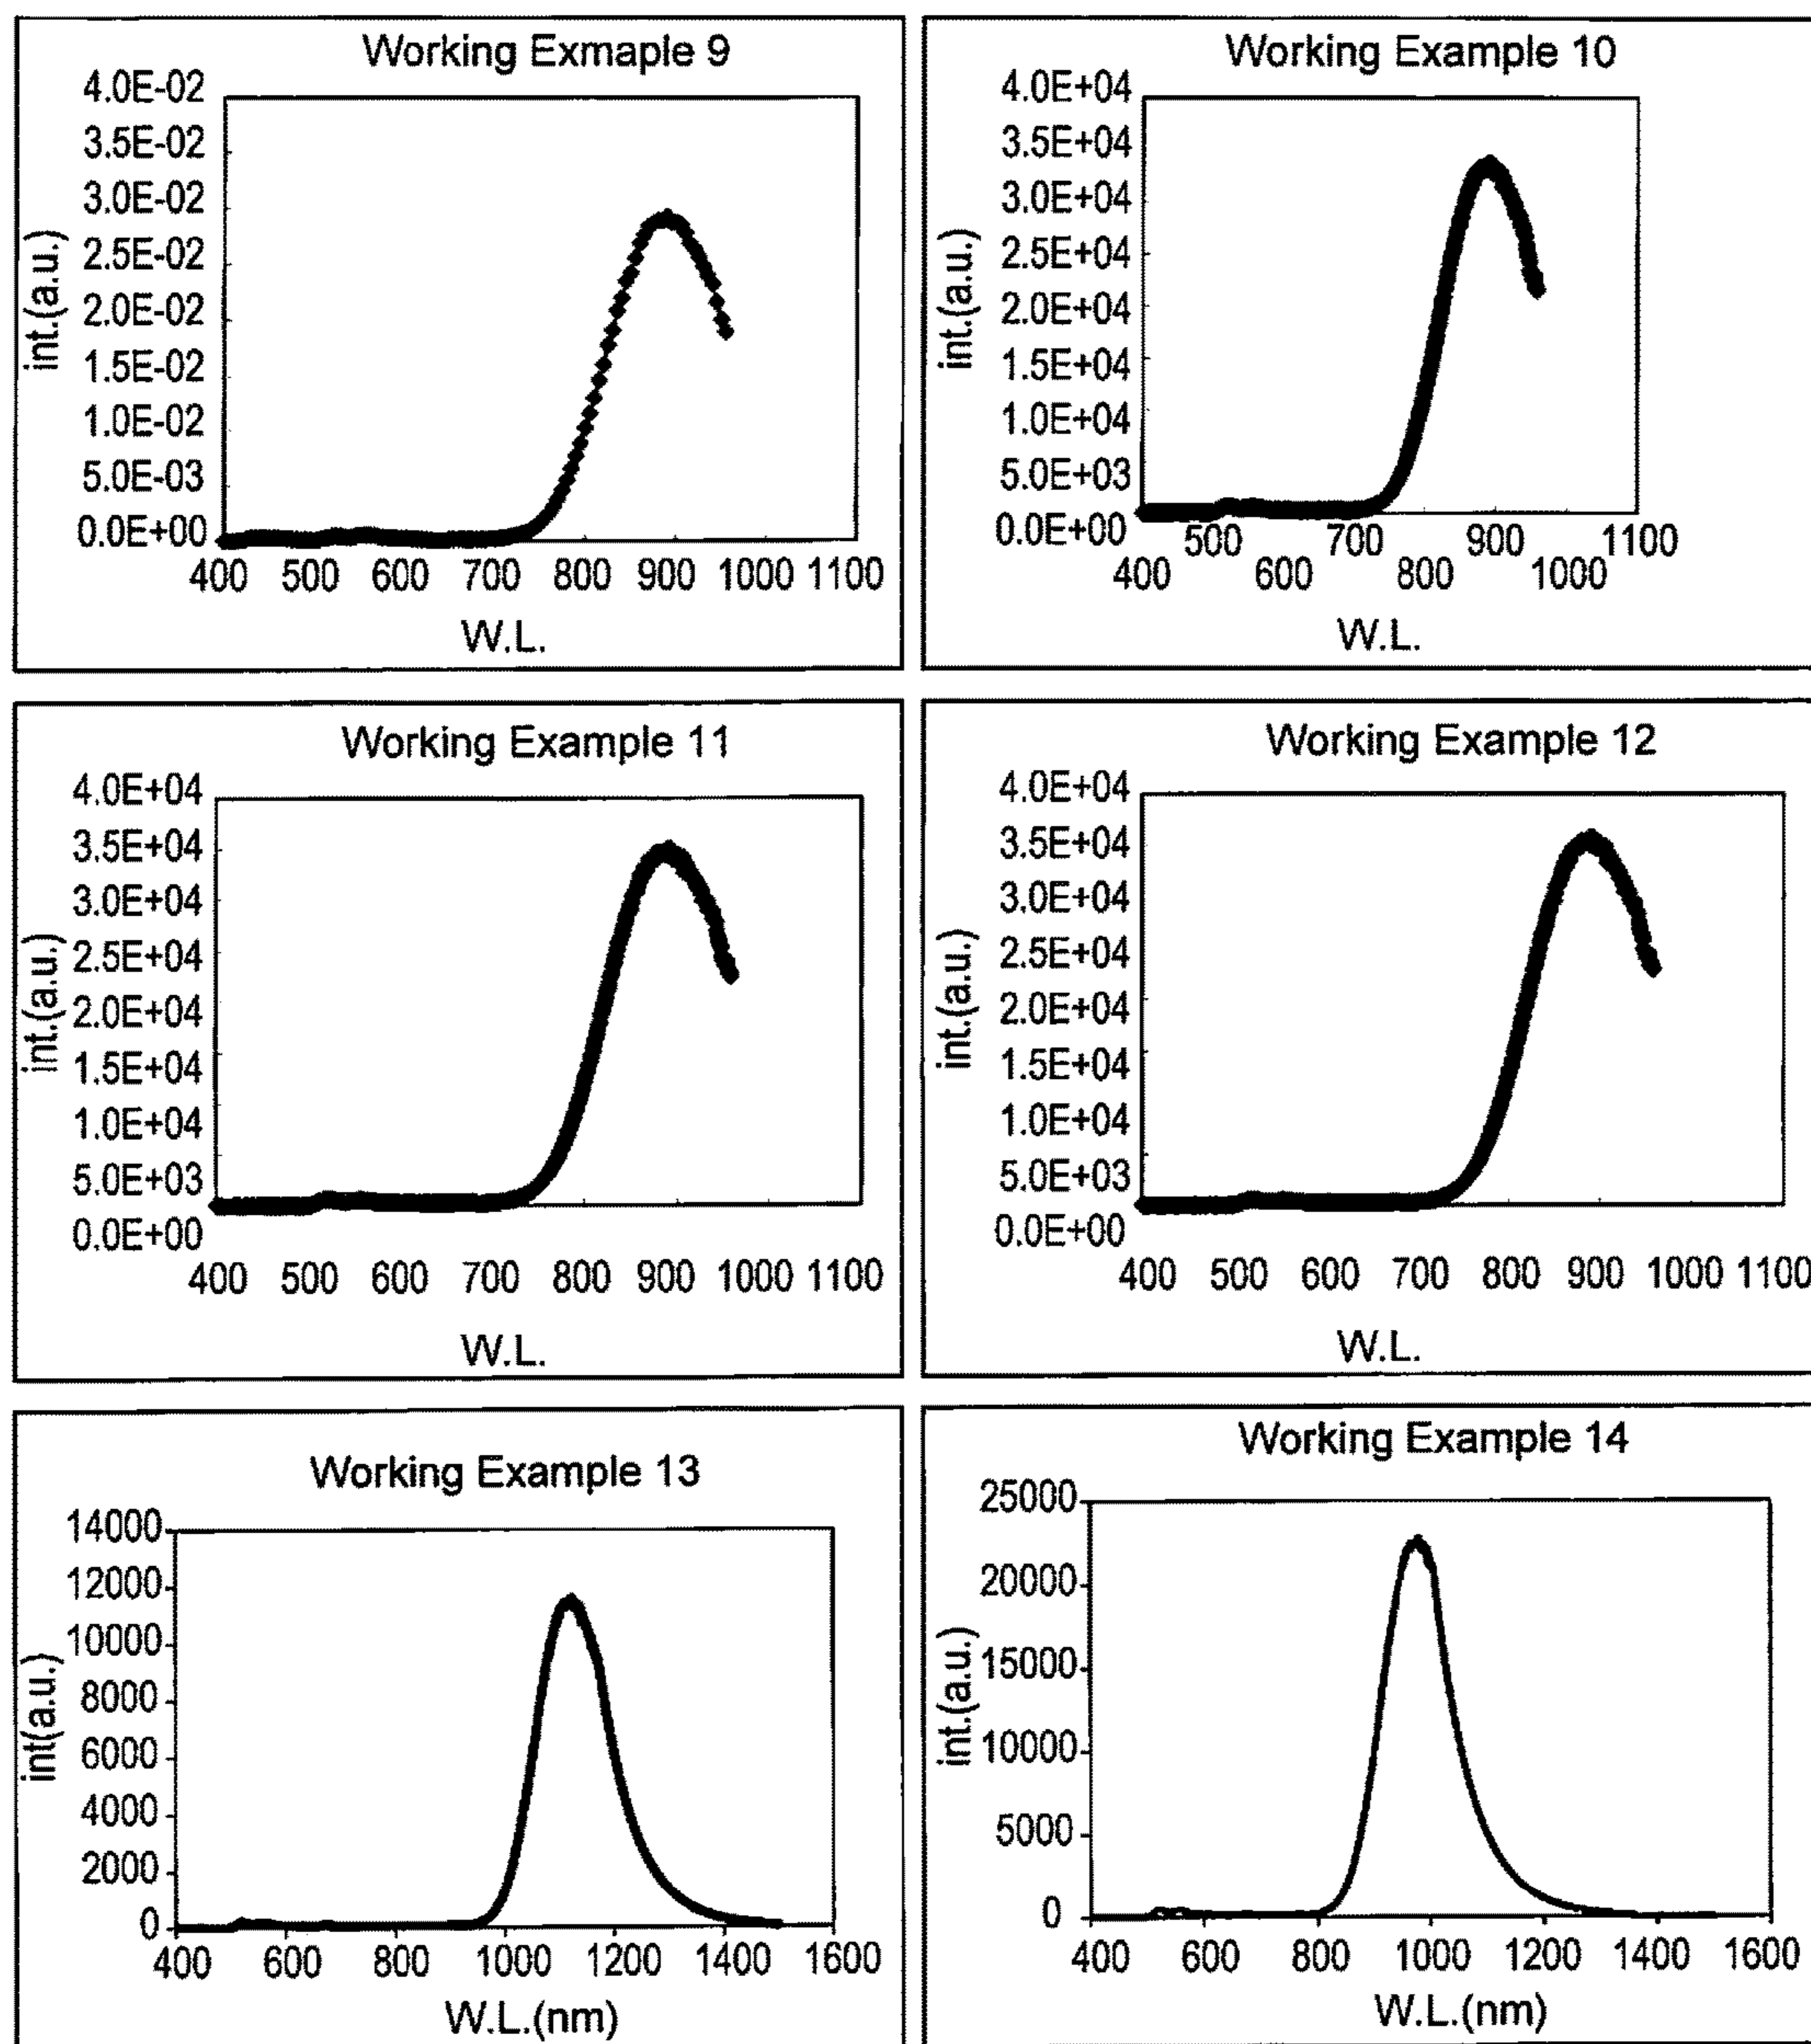 Working Exmaple 9
4.0E-02
3.5E-02
3.0E-02
2.5E-02
2.0E-02
1.5E-02
1.0E-02
5.0E-03
0.0E+00
int.(a.u.)
400 500 600 700 800 900 1000 1100
W.L.
Working Example 10
4.0E+04
3.5E+04
3.0E+04
2.5E+04
2.0E+04
1.5E+04
1.0E+04
5.0E+03
0.0E+00
int.(a.u.)
500 700 900 1100
400 600 800 1000
W.L.
Working Example 11
4.0E+04
3.5E+04
3.0E+04
2.5E+04
2.0E+04
1.5E+04
1.0E+04
5.0E+03
0.0E+00
int.(a.u.)
400 500 600 700 800 900 1000 1100
W.L.
Working Example 12
4.0E+04
3.5E+04
3.0E+04
2.5E+04
2.0E+04
1.5E+04
1.0E+04
5.0E+03
0.0E+00
int.(a.u.)
400 500 600 700 800 900 1000 1100
W.L.
Working Example 13
14000
12000
10000
8000
6000
4000
2000
0
int(a.u.)
400 600 800 1000 1200 1400 1600
W.L.(nm)
Working Example 14
25000
20000
15000
10000
5000
0
int.(a.u.)
400 600 800 1000 1200 1400 1600
W.L.(nm)